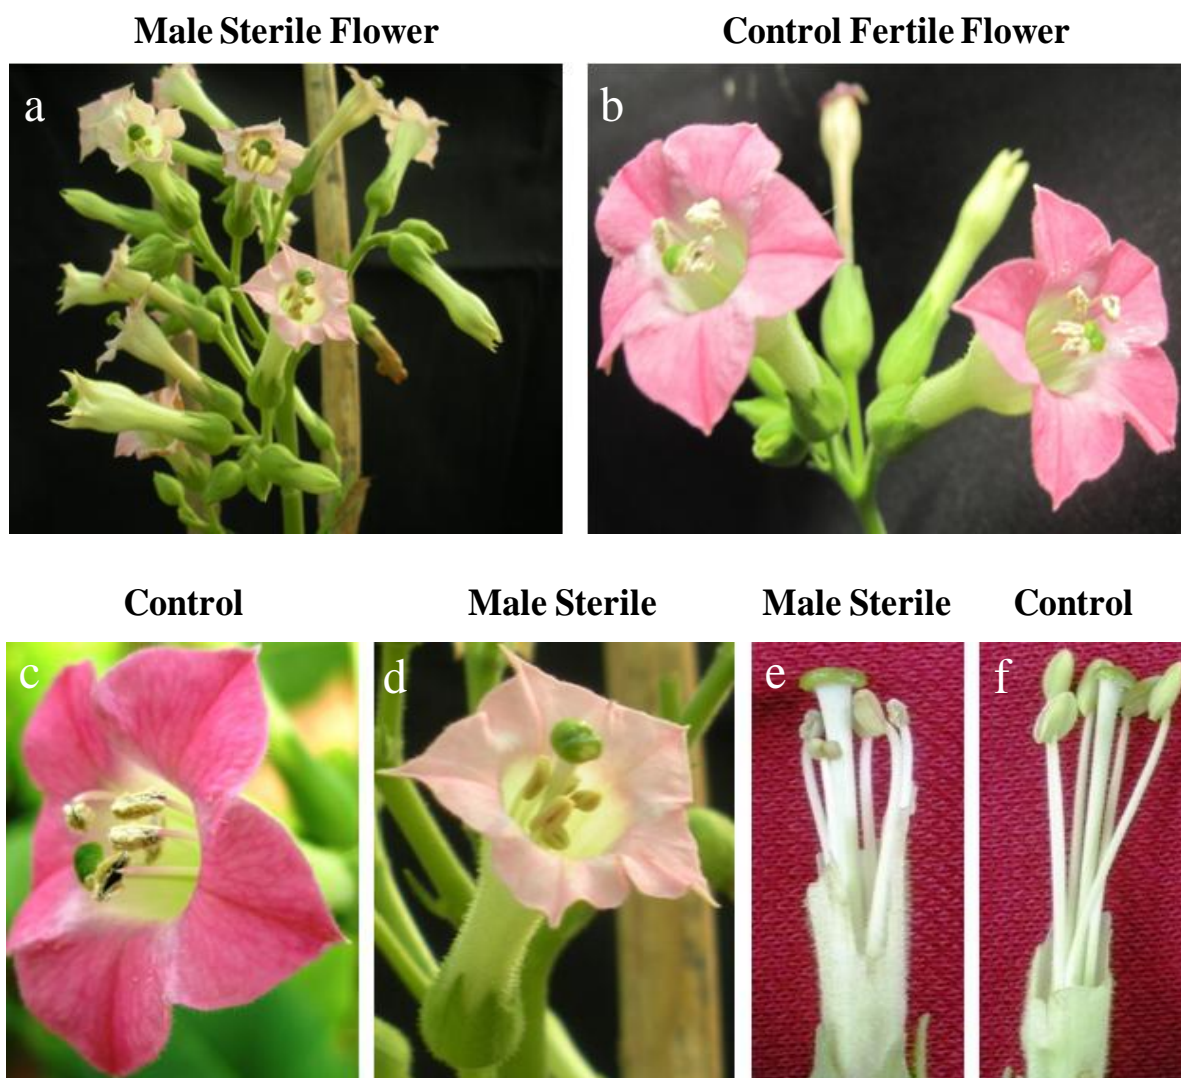 Male Sterile Flower
Control Fertile Flower
a
b
Control
Male Sterile
Male Sterile
Control
c
d
e
f